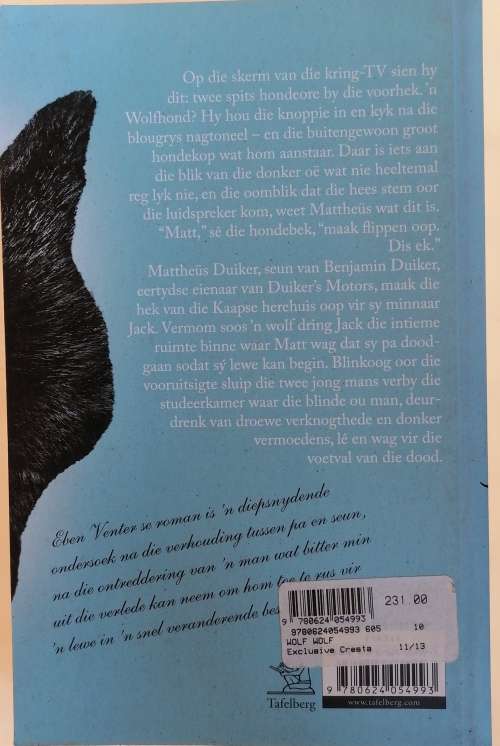 Op die skerm van die kring-TV sien hy
dit: twee spits hondeore by die voorhek. ’n
Wolfhond? Hy hou die knoppie in en kyk na die
blougrys nagtoneel – en die buitengewoon groot
hondekop wat hom aanstaar. Daar is iets aan
die blik van die donker oë wat nie heeltemal
reg lyk nie, en die oomblik dat die hees stem oor
die luidspreker kom, weet Mattheüs wat dit is.
“Matt,” sê die hondebek, “maak flippen oop.
Dis ek.”
Mattheüs Duiker, seun van Benjamin Duiker,
eertydse eienaar van Duiker’s Motors, maak die
hek van die Kaapse herehuis oop vir sy minnaar
Jack. Vermom soos ’n wolf dring Jack die intieme
ruimte binne waar Matt wag dat sy pa dood-
gaan sodat sý lewe kan begin. Blinkoog oor die
vooruitsigte sluip die twee jong mans verby die
studeerkamer waar die blinde ou man, deur-
drenk van droewe verknogthede en donker
vermoedens, lê en wag vir die
voetval van die dood.
Eben Venter se roman is ’n diepsnydende
ondersoek na die verhouding tussen pa en seun,
na die ontreddering van ’n man wat bitter min
uit die verlede kan neem om hom toe te rus vir
’n lewe in ’n snel veranderende
231.00
9 780624 054993
9780624054993 605 10
WOLF WOLF
Exclusive Cresta 11/13
9 780624 054993
Tafelberg
www.tafelberg.com